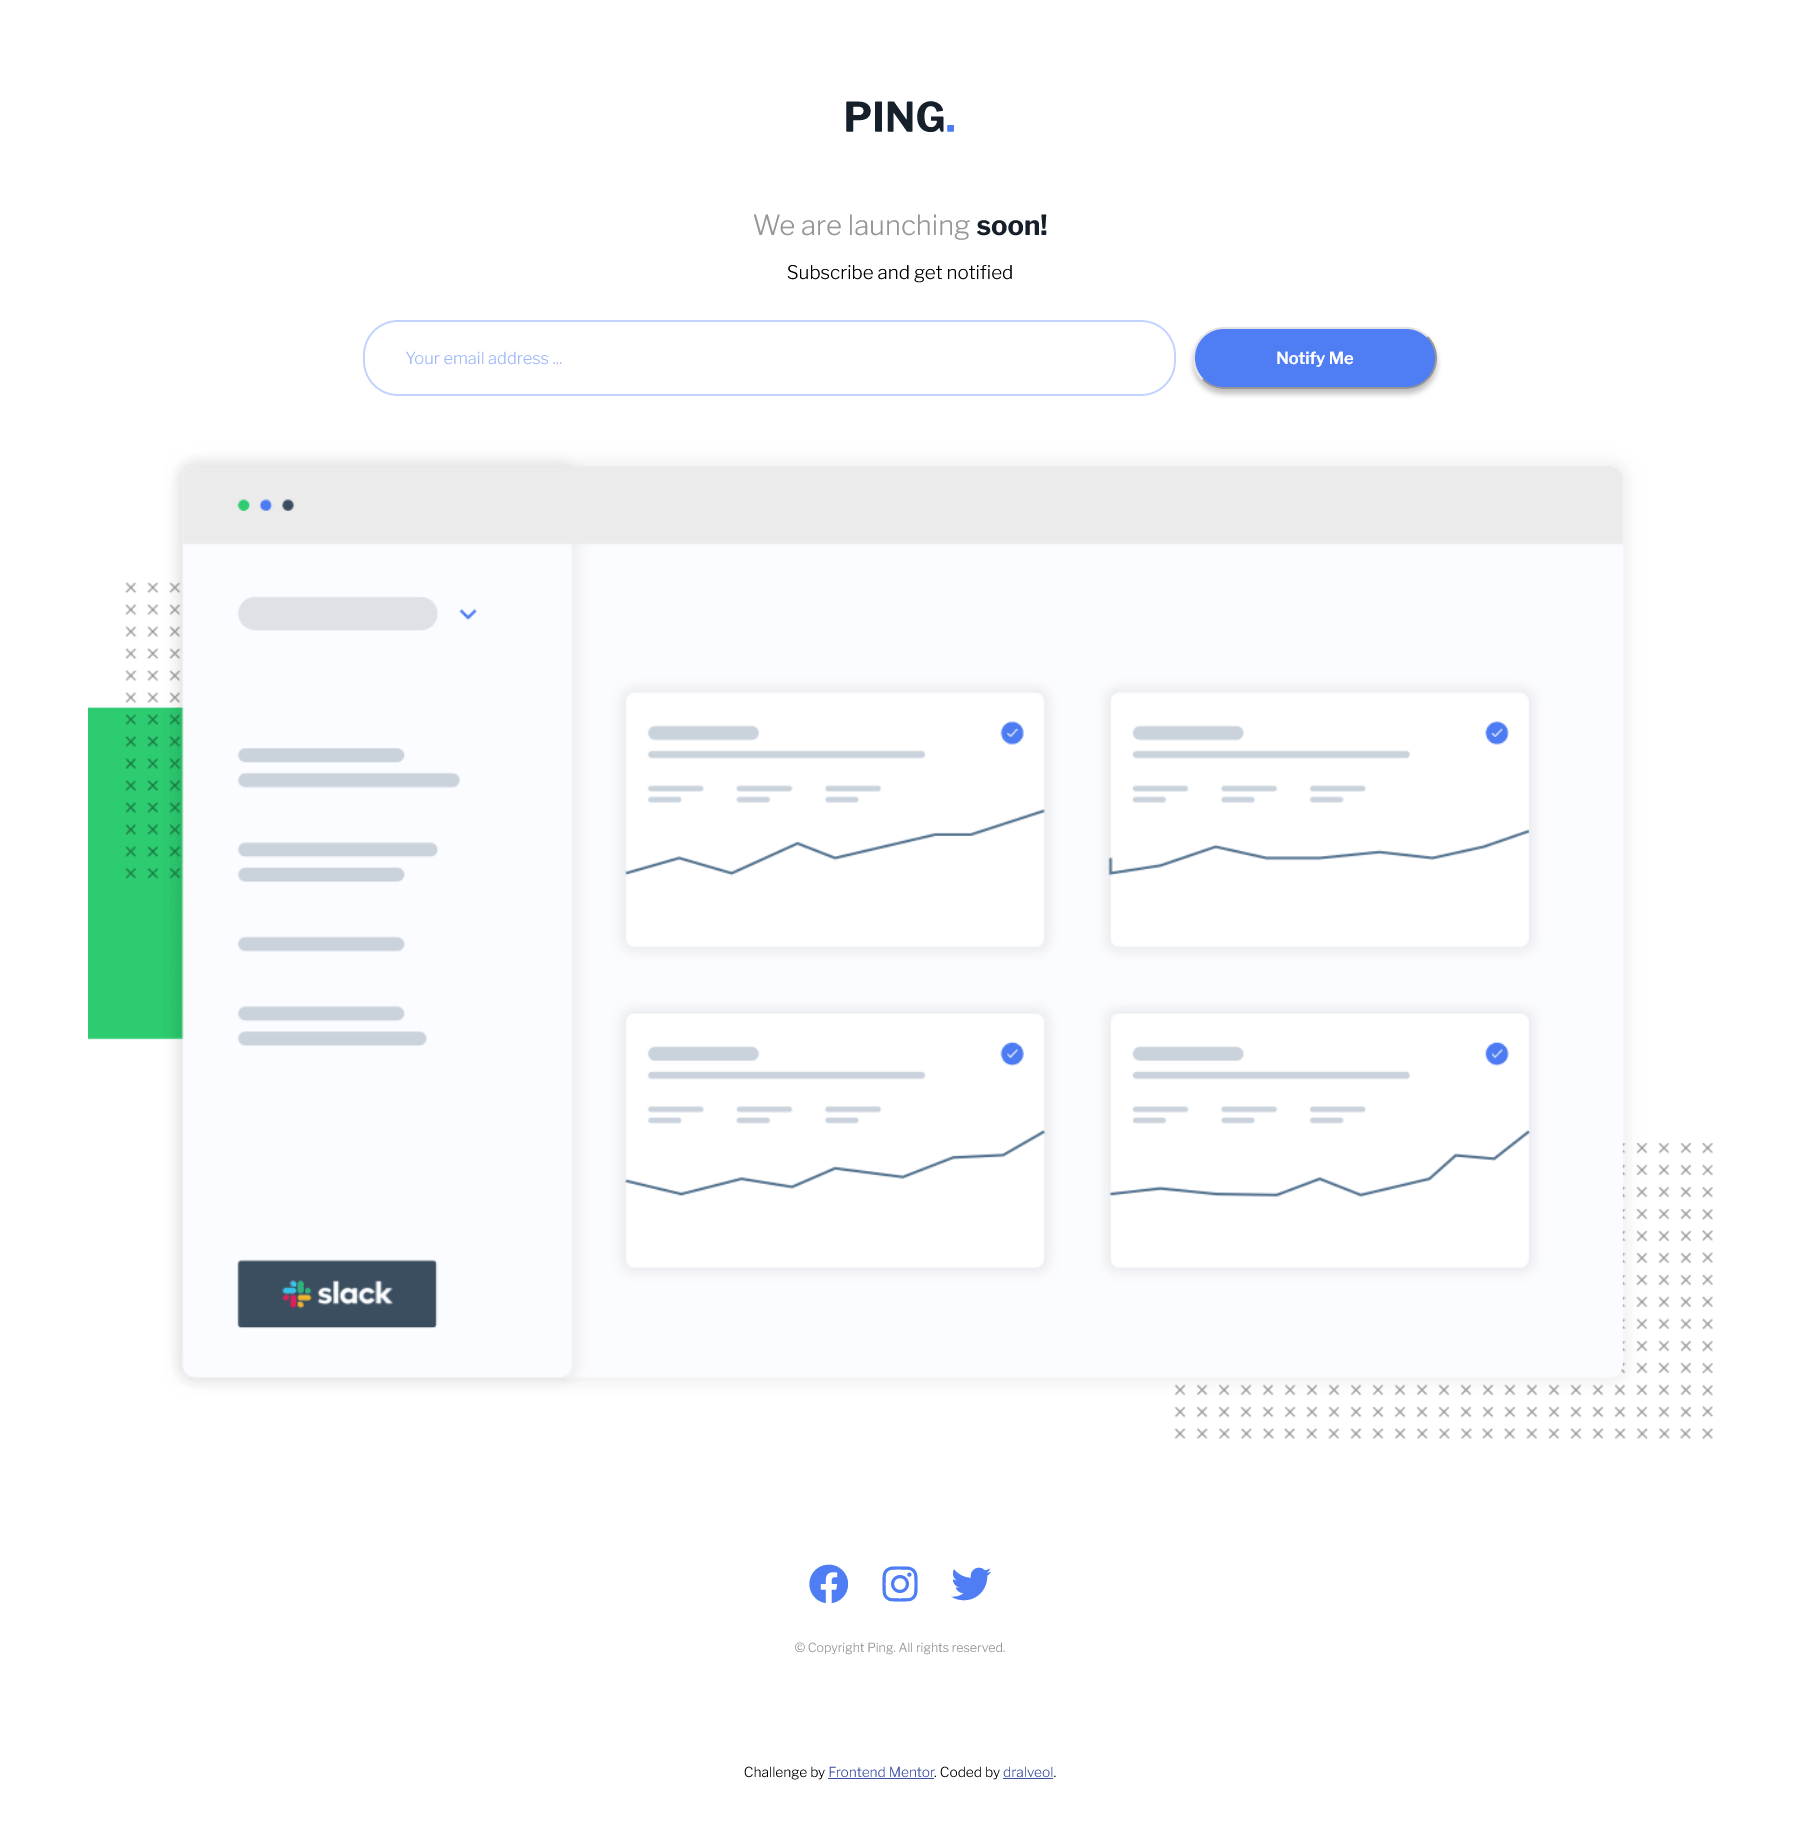 PING.
We are launching soon!
Subscribe and get notified
Your email address ...
Notify Me
slack
© Copyright Ping. All rights reserved.
Challenge by Frontend Mentor. Coded by dralveol.